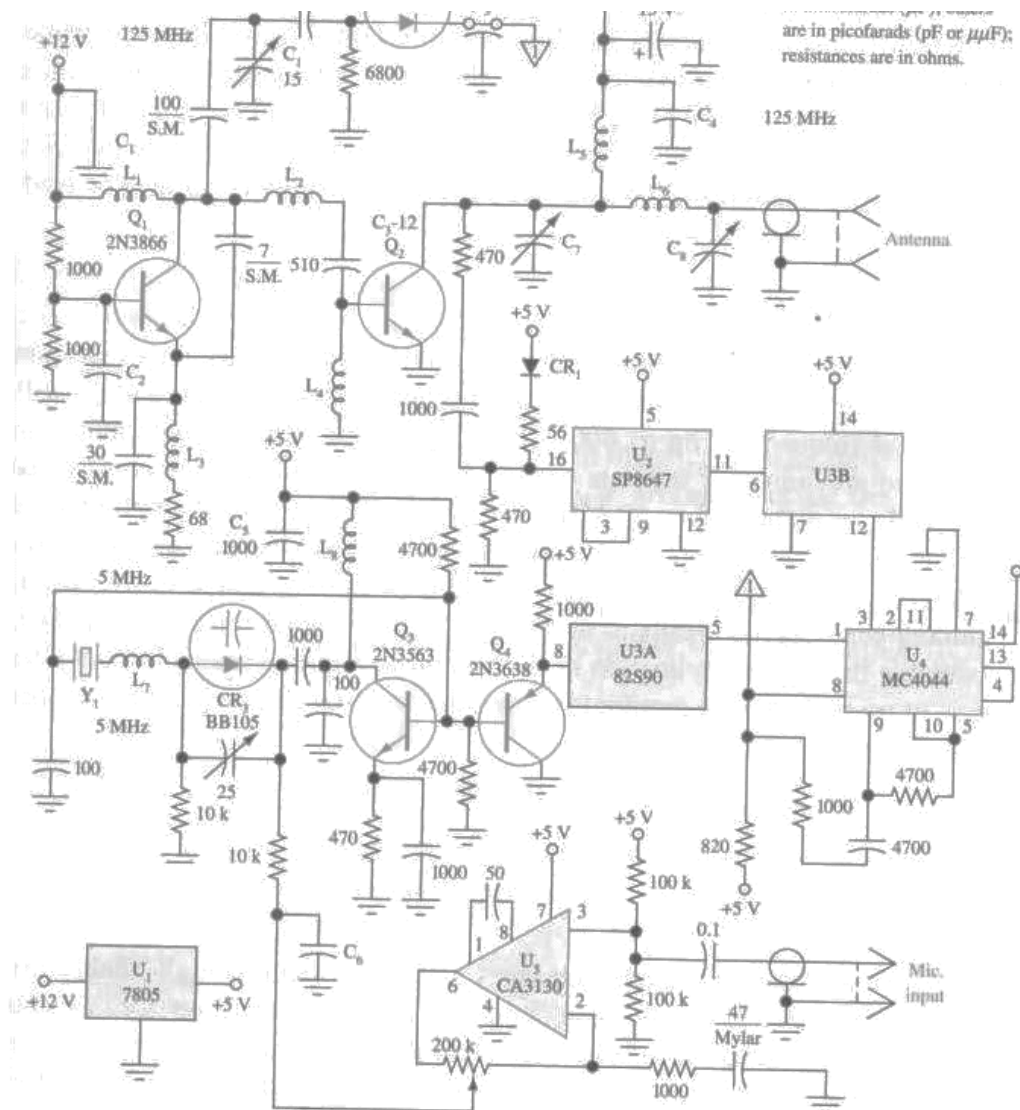 +12 V
125 MHz
C1
15
6800
are in picofarads (pF or μμF);
resistances are in ohms.
100
S.M.
C4
125 MHz
C1
L5
L1
L2
L6
Q1
2N3866
C3-12
Q2
1000
7
S.M.
510
470
C7
C8
Antenna
+5 V
1000
C2
L4
CR1
+5 V
+5 V
1000
5
14
30
S.M.
L3
+5 V
56
16
U2
SP8647
11
6
U3B
68
C5
1000
L8
4700
470
3
9
12
7
12
5 MHz
+5 V
1000
1000
Q3
2N3563
Q4
2N3638
8
U3A
82S90
5
1
3
2
11
7
14
13
4
U4
MC4044
8
9
10
5
Y1
L7
100
CR2
BB105
5 MHz
100
25
4700
4700
10 k
1000
470
10 k
1000
820
4700
+5 V
+5 V
+5 V
50
100 k
7
3
0.1
1
8
C6
U1
7805
+12 V
+5 V
6
U5
CA3130
4
2
100 k
Mic.
input
47
Mylar
200 k
1000